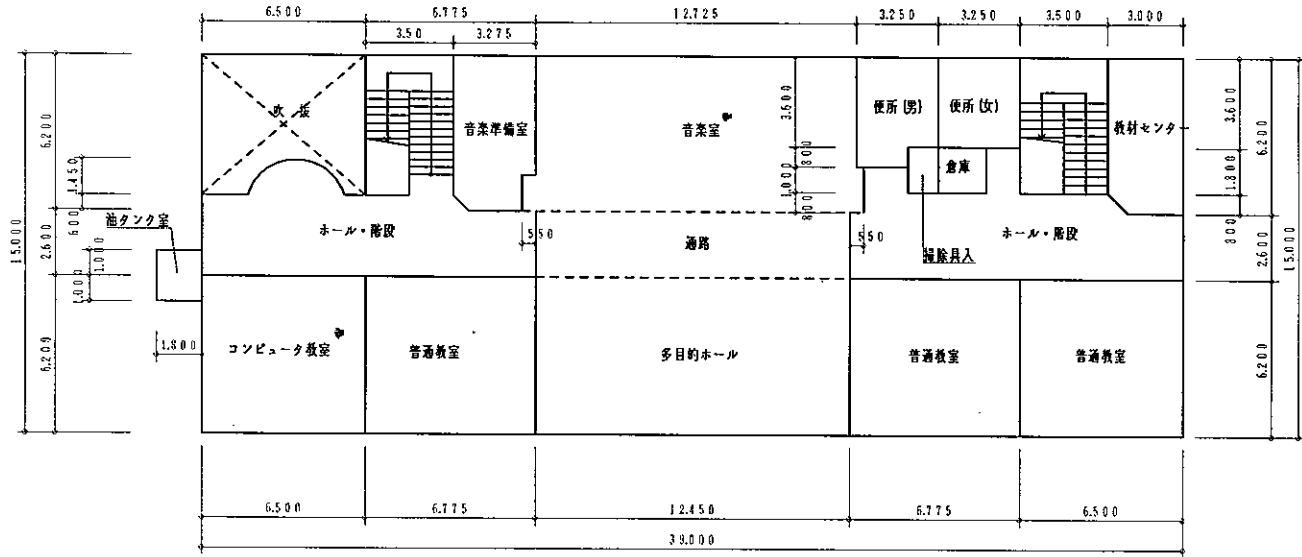 6.500 6.775 12.725 3.250 3.250 3.500 3.000
3.50 3.275
吹抜
音楽準備室
音楽室
便所(男)
便所(女)
倉庫
教材センター
15.000
6.200
1.450
600
2.600
1.000
1.000
6.209
1.800
油タンク室
ホール・階段
550
通路
550
ホール・階段
掃除具入
3.600
800
1.000
800
3.600
1.800
800
6.200
2.600
6.200
15.000
コンピュータ教室
普通教室
多目的ホール
普通教室
普通教室
6.500 6.775 12.450 6.775 6.500
39.000